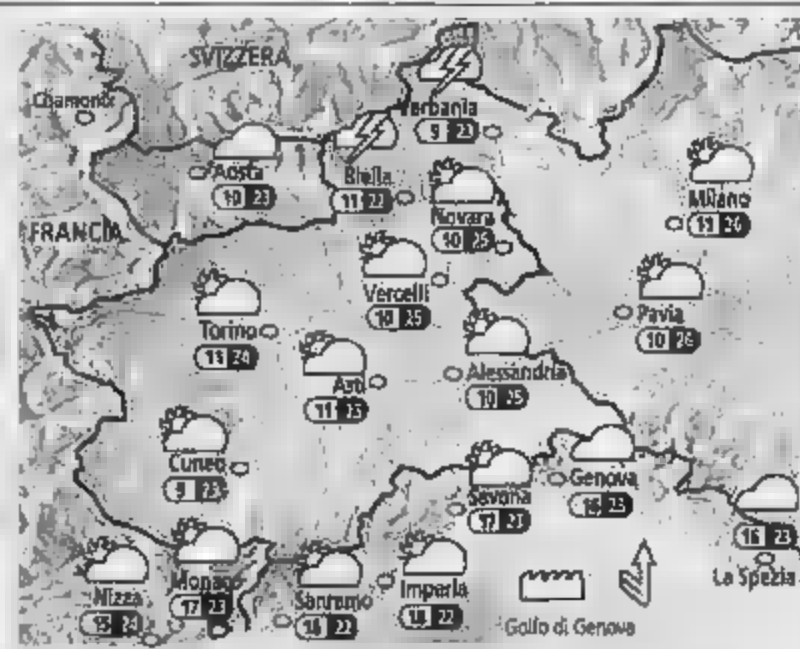 SVIZZERA
Chamonix
Verbania
9 23
Aosta
10 23
Biella
11 22
Milano
11 26
Novara
10 25
FRANCIA
Vercelli
10 25
Pavia
10 26
Torino
11 24
Alessandria
10 25
Asti
11 25
Cuneo
9 23
Genova
16 23
Savona
17 21
16 23
La Spezia
Monaco
17 23
Nizza
15 24
Sanremo
18 22
Imperia
18 22
Golfo di Genova